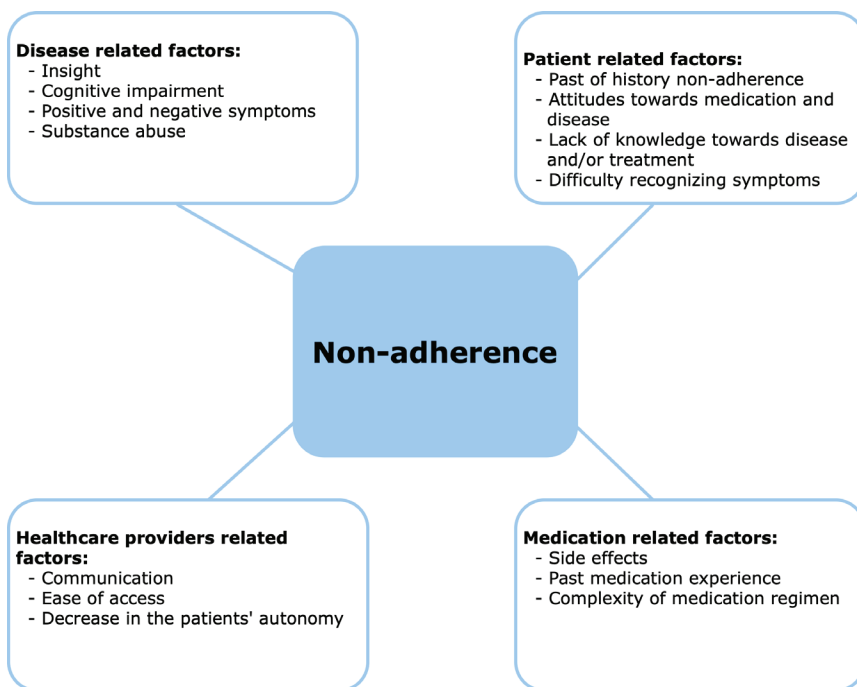 Disease related factors:
- Insight
- Cognitive impairment
- Positive and negative symptoms
- Substance abuse
Patient related factors:
- Past of history non-adherence
- Attitudes towards medication and
disease
- Lack of knowledge towards disease
and/or treatment
- Difficulty recognizing symptoms
Non-adherence
Healthcare providers related
factors:
- Communication
- Ease of access
- Decrease in the patients' autonomy
Medication related factors:
- Side effects
- Past medication experience
- Complexity of medication regimen